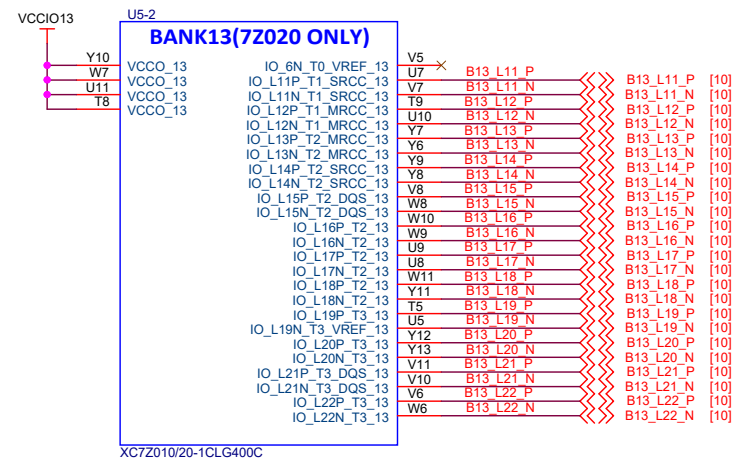 VCCIO13
U5-2
BANK13(7Z020 ONLY)
Y10 VCCO_13
W7 VCCO_13
U11 VCCO_13
T8 VCCO_13
IO_6N_T0_VREF_13 V5
IO_L11P_T1_SRCC_13 U7 B13_L11_P B13_L11_P [10]
IO_L11N_T1_SRCC_13 V7 B13_L11_N B13_L11_N [10]
IO_L12P_T1_MRCC_13 T9 B13_L12_P B13_L12_P [10]
IO_L12N_T1_MRCC_13 U10 B13_L12_N B13_L12_N [10]
IO_L13P_T2_MRCC_13 Y7 B13_L13_P B13_L13_P [10]
IO_L13N_T2_MRCC_13 Y6 B13_L13_N B13_L13_N [10]
IO_L14P_T2_SRCC_13 Y9 B13_L14_P B13_L14_P [10]
IO_L14N_T2_SRCC_13 Y8 B13_L14_N B13_L14_N [10]
IO_L15P_T2_DQS_13 V8 B13_L15_P B13_L15_P [10]
IO_L15N_T2_DQS_13 W8 B13_L15_N B13_L15_N [10]
IO_L16P_T2_13 W10 B13_L16_P B13_L16_P [10]
IO_L16N_T2_13 W9 B13_L16_N B13_L16_N [10]
IO_L17P_T2_13 U9 B13_L17_P B13_L17_P [10]
IO_L17N_T2_13 U8 B13_L17_N B13_L17_N [10]
IO_L18P_T2_13 W11 B13_L18_P B13_L18_P [10]
IO_L18N_T2_13 Y11 B13_L18_N B13_L18_N [10]
IO_L19P_T3_13 T5 B13_L19_P B13_L19_P [10]
IO_L19N_T3_VREF_13 U5 B13_L19_N B13_L19_N [10]
IO_L20P_T3_13 Y12 B13_L20_P B13_L20_P [10]
IO_L20N_T3_13 Y13 B13_L20_N B13_L20_N [10]
IO_L21P_T3_DQS_13 V11 B13_L21_P B13_L21_P [10]
IO_L21N_T3_DQS_13 V10 B13_L21_N B13_L21_N [10]
IO_L22P_T3_13 V6 B13_L22_P B13_L22_P [10]
IO_L22N_T3_13 W6 B13_L22_N B13_L22_N [10]
XC7Z010/20-1CLG400C